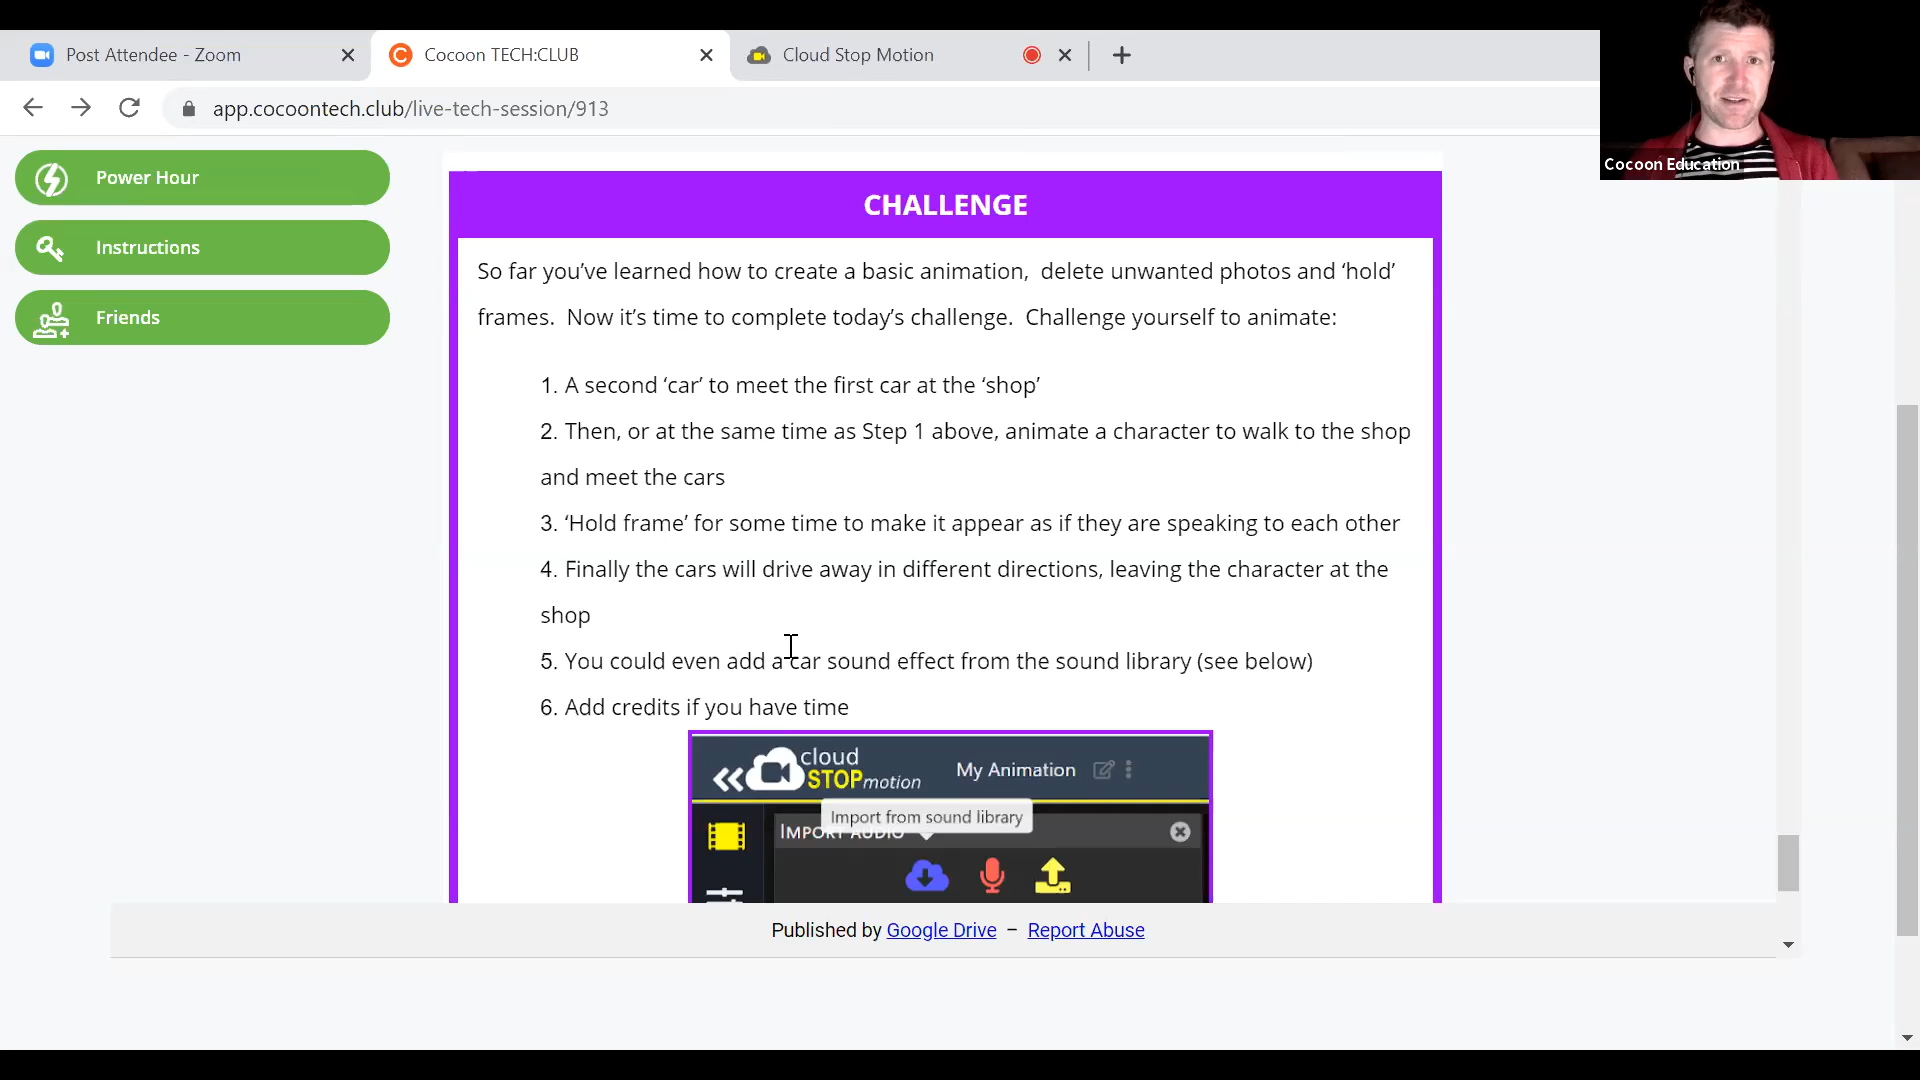 Post Attendee - Zoom
Cocoon TECH:CLUB
Cloud Stop Motion
app.cocoontech.club/live-tech-session/913
Cocoon Education
Power Hour
Instructions
Friends
CHALLENGE
So far you’ve learned how to create a basic animation,  delete unwanted photos and ‘hold’
frames.  Now it’s time to complete today’s challenge.  Challenge yourself to animate:
1. A second ‘car’ to meet the first car at the ‘shop’
2. Then, or at the same time as Step 1 above, animate a character to walk to the shop
and meet the cars
3. ‘Hold frame’ for some time to make it appear as if they are speaking to each other
4. Finally the cars will drive away in different directions, leaving the character at the
shop
5. You could even add a car sound effect from the sound library (see below)
6. Add credits if you have time
cloud
STOPmotion
My Animation
Import from sound library
IMPORT AUDIO
Published by Google Drive – Report Abuse